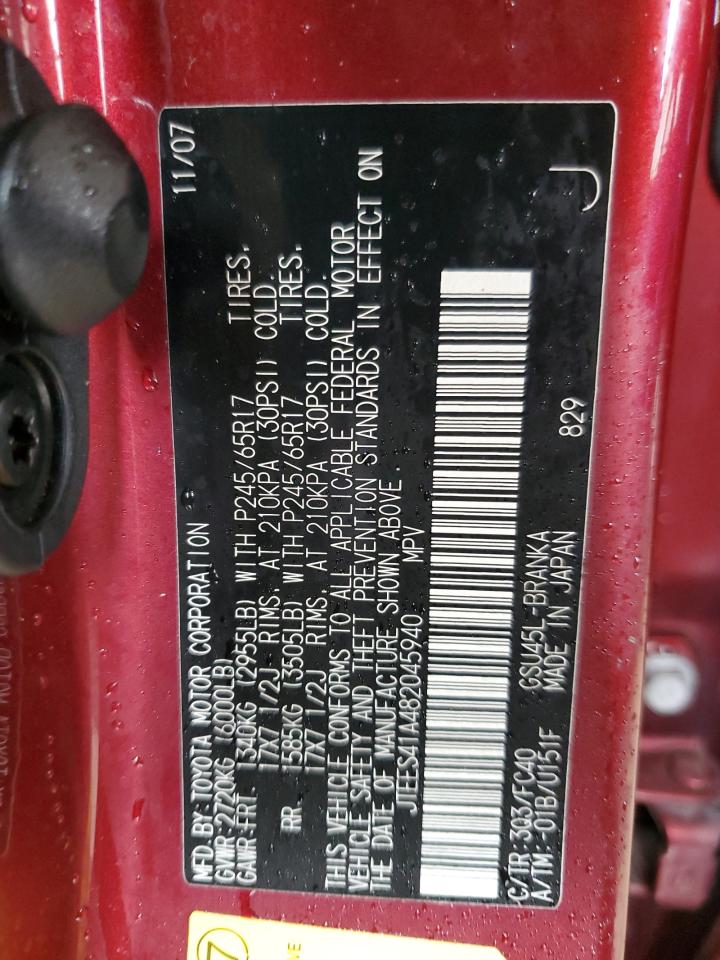 MFD. BY: TOYOTA MOTOR CORPORATION 11/07
GVWR: 2720KG (6000LB)
GAWR: FRT. 1340KG (2955LB) WITH P245/65R17 TIRES,
17X7 1/2J RIMS, AT 210KPA (30PSI) COLD.
RR. 1585KG (3505LB) WITH P245/65R17 TIRES,
17X7 1/2J RIMS, AT 210KPA (30PSI) COLD.
THIS VEHICLE CONFORMS TO ALL APPLICABLE FEDERAL MOTOR
VEHICLE SAFETY AND THEFT PREVENTION STANDARDS IN EFFECT ON
THE DATE OF MANUFACTURE SHOWN ABOVE.
JTEES41A482045940 MPV
C/TR: 3Q3/FC40 GSU45L-BRANKA 829
A/TM: -01B/U151F MADE IN JAPAN J
7